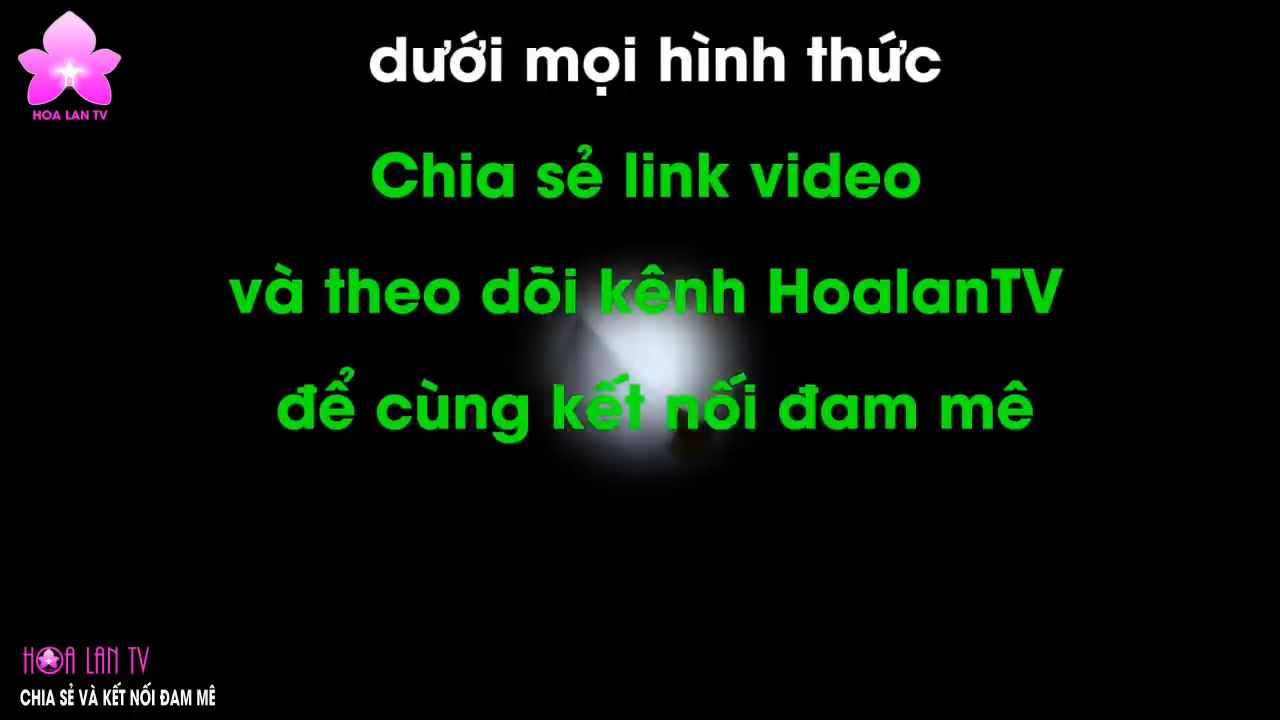 HOA LAN TV
dưới mọi hình thức
Chia sẻ link video
và theo dõi kênh HoalanTV
để cùng kết nối đam mê
HOA LAN TV
CHIA SẺ VÀ KẾT NỐI ĐAM MÊ